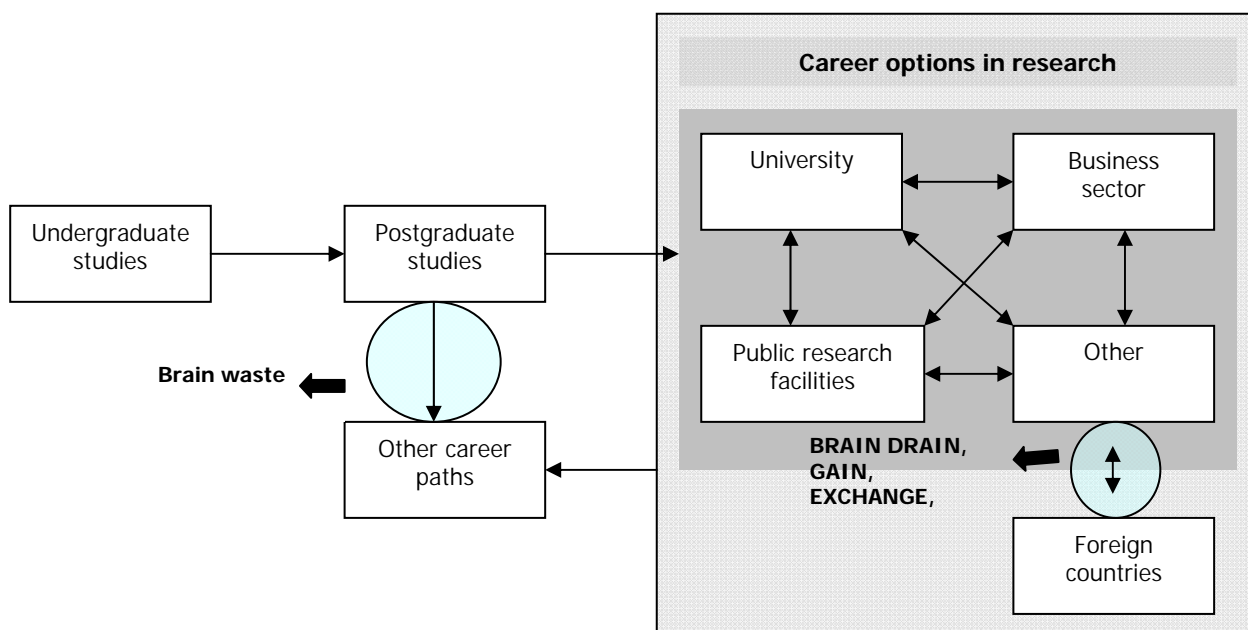 Career options in research
University
Business
sector
Undergraduate
studies
Postgraduate
studies
Public research
facilities
Other
Brain waste
Other career
paths
BRAIN DRAIN,
GAIN,
EXCHANGE,
Foreign
countries